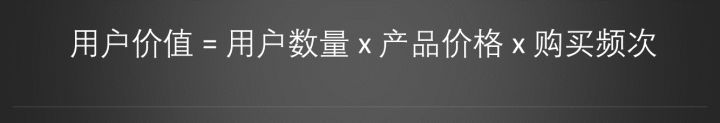 用户价值 = 用户数量 x 产品价格 x 购买频次